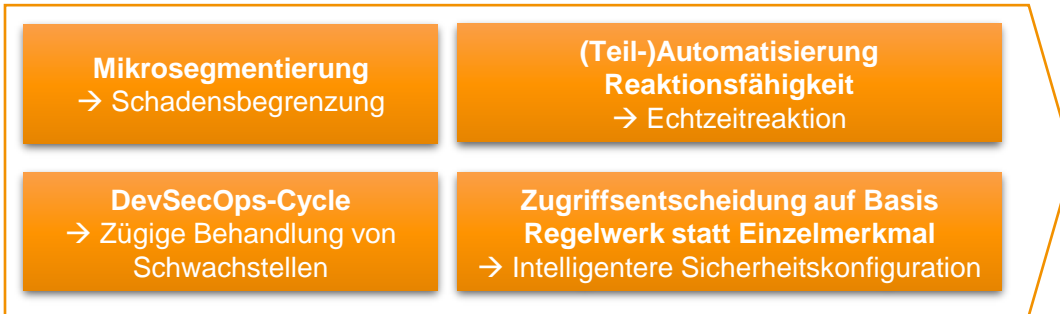 Mikrosegmentierung
→ Schadensbegrenzung
(Teil-)Automatisierung
Reaktionsfähigkeit
→ Echtzeitreaktion
DevSecOps-Cycle
→ Zügige Behandlung von
Schwachstellen
Zugriffsentscheidung auf Basis
Regelwerk statt Einzelmerkmal
→ Intelligentere Sicherheitskonfiguration